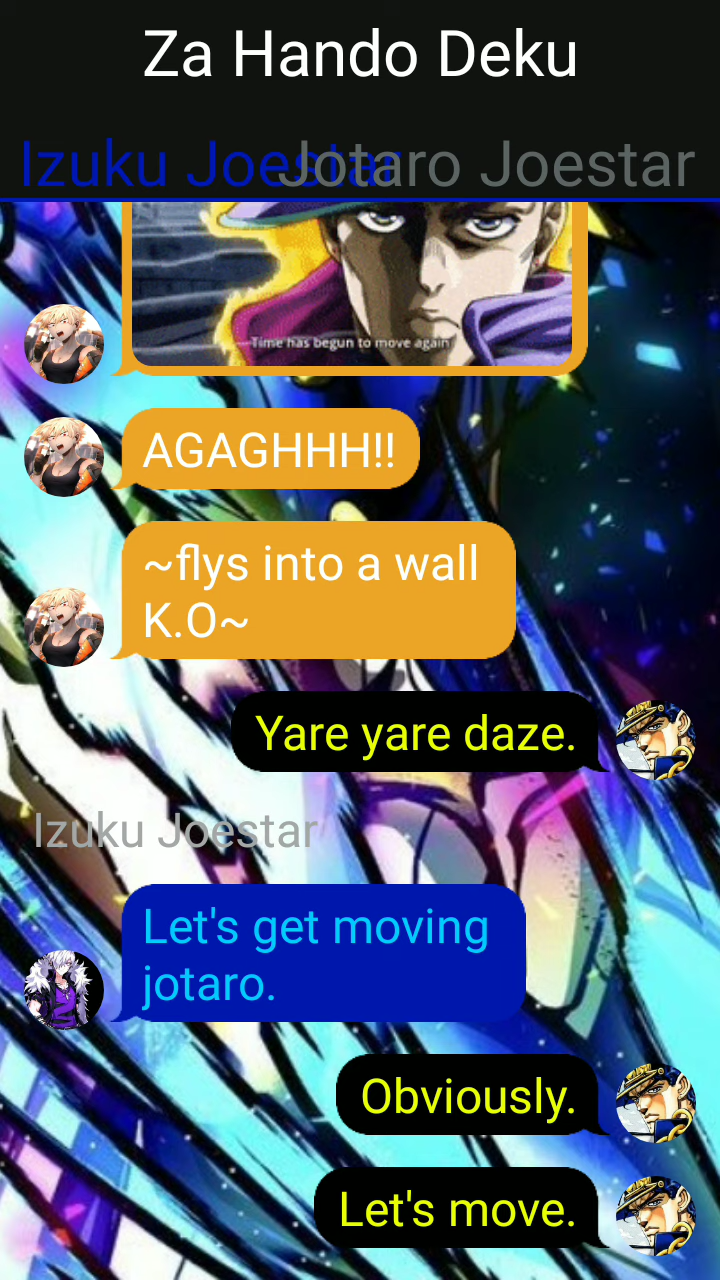 Za Hando Deku
Izuku Joestar
Jotaro Joestar
Time has begun to move again
AGAGHHH!!
~flys into a wall
K.O~
Yare yare daze.
Izuku Joestar
Let's get moving
jotaro.
Obviously.
Let's move.